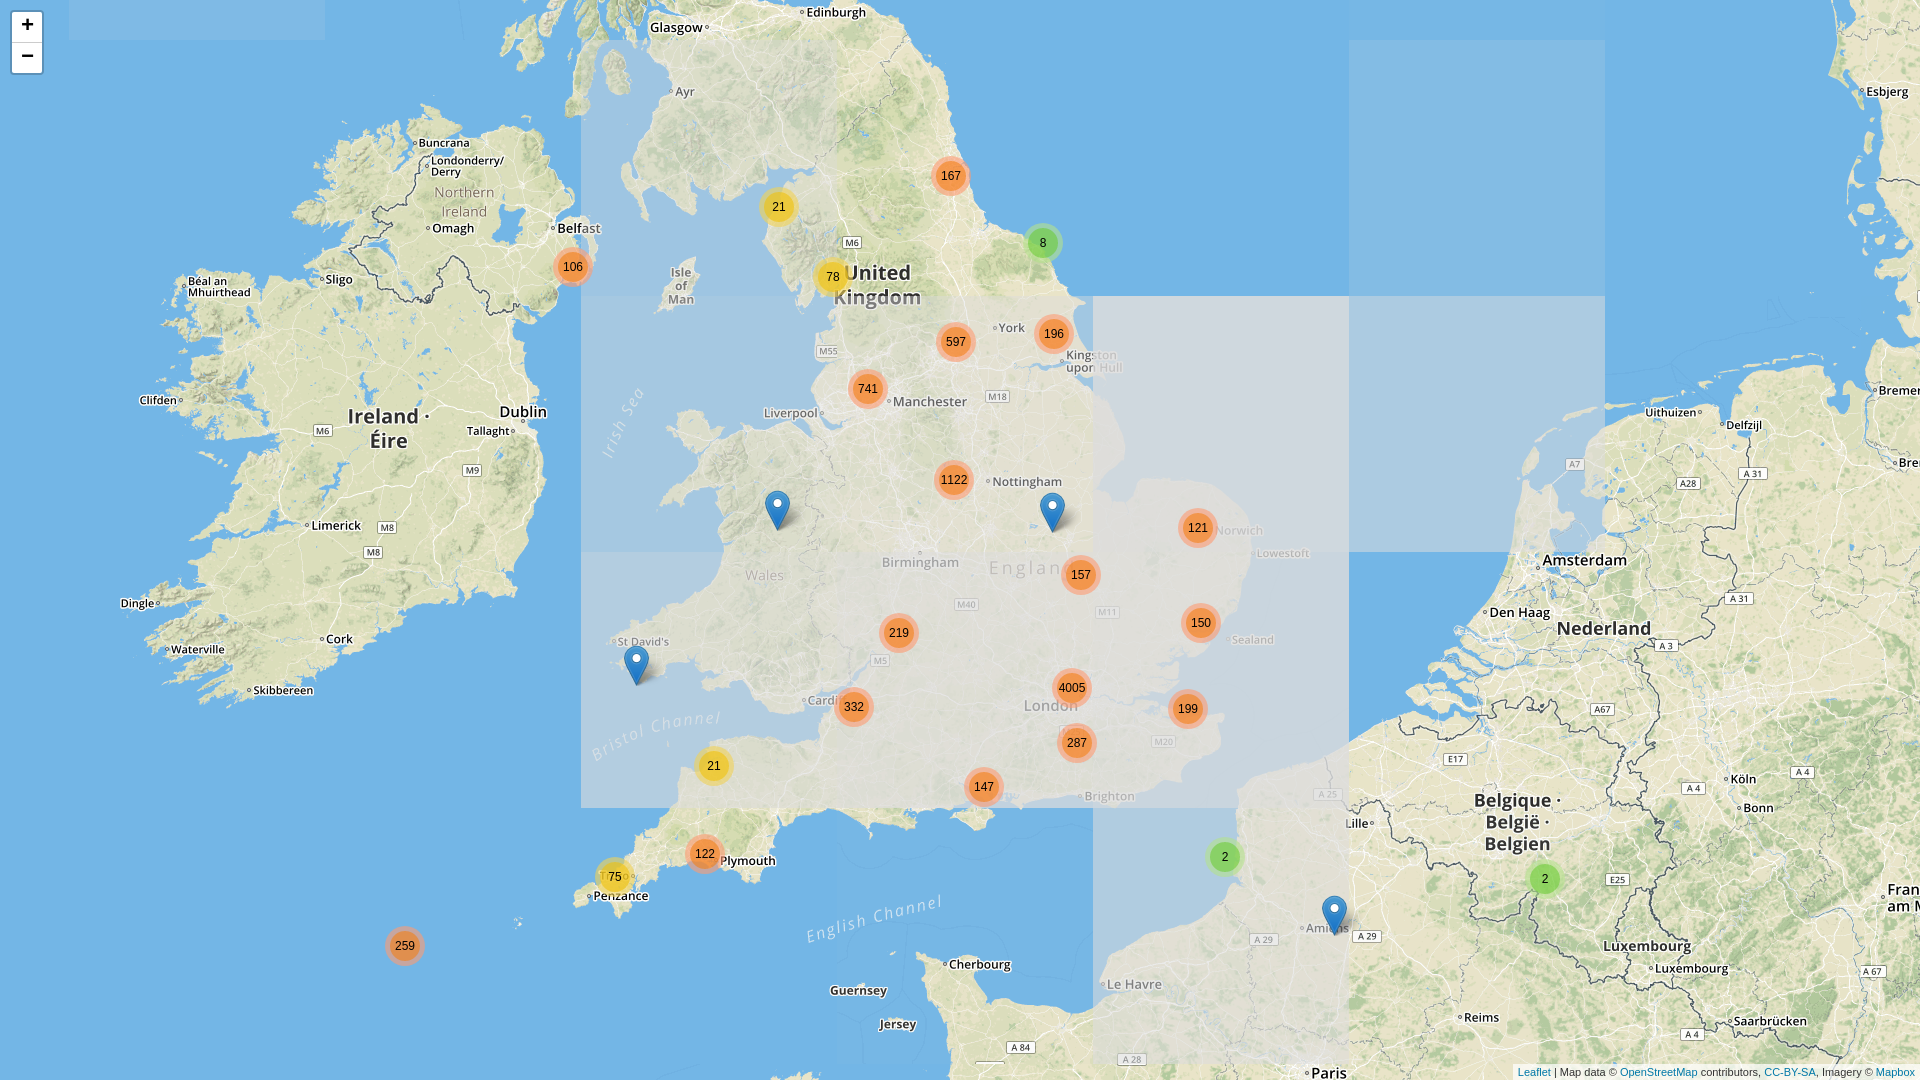 +
−
Edinburgh
Glasgow
Ayr
Esbjerg
Buncrana
Londonderry/
Derry
167
Northern
Ireland
21
Omagh
Belfast
M6
8
106
Isle
of
Man
78
United
Kingdom
Sligo
Béal an
Mhuirthead
York
196
597
M55
Kingston
upon Hull
741
M18
Bremer
Clifden
Manchester
Liverpool
Dublin
Uithuizen
Ireland ·
Éire
M6
Tallaght
Delfzijl
Irish Sea
M9
A7
A 31
A28
1122
Nottingham
Limerick
M8
121
Norwich
M8
Lowestoft
Birmingham
England
Amsterdam
Wales
157
Dingle
M40
M11
A 31
Den Haag
219
150
Nederland
Cork
St David's
Sealand
A 3
Waterville
M5
Skibbereen
4005
Cardiff
332
London
199
A67
Bristol Channel
287
M20
E17
21
Köln
A 4
147
Brighton
A 25
A 4
Bonn
Belgique ·
België ·
Belgien
Lille
122
Plymouth
2
75
Penzance
2
E25
English Channel
Amiens
A 29
A 29
259
Luxembourg
Cherbourg
Luxembourg
A 67
Guernsey
Le Havre
Jersey
Reims
Saarbrücken
A 84
A 4
A 28
Paris
Leaflet | Map data © OpenStreetMap contributors, CC-BY-SA, Imagery © Mapbox